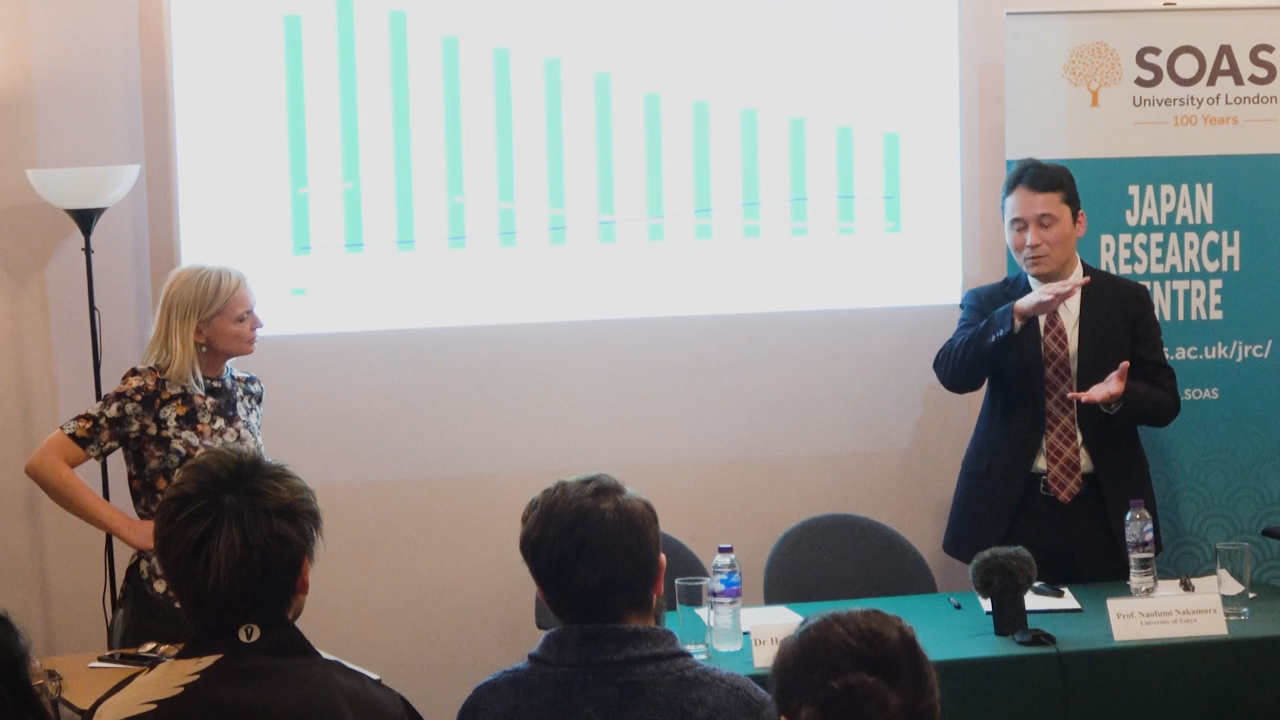 SOAS
University of London
100 Years
JAPAN
RESEARCH
NTRE
s.ac.uk/jrc/
SOAS
Prof. Naofumi Nakamura
University of Tokyo
Dr H